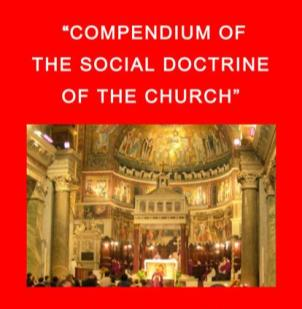 “COMPENDIUM OF
THE SOCIAL DOCTRINE
OF THE CHURCH”